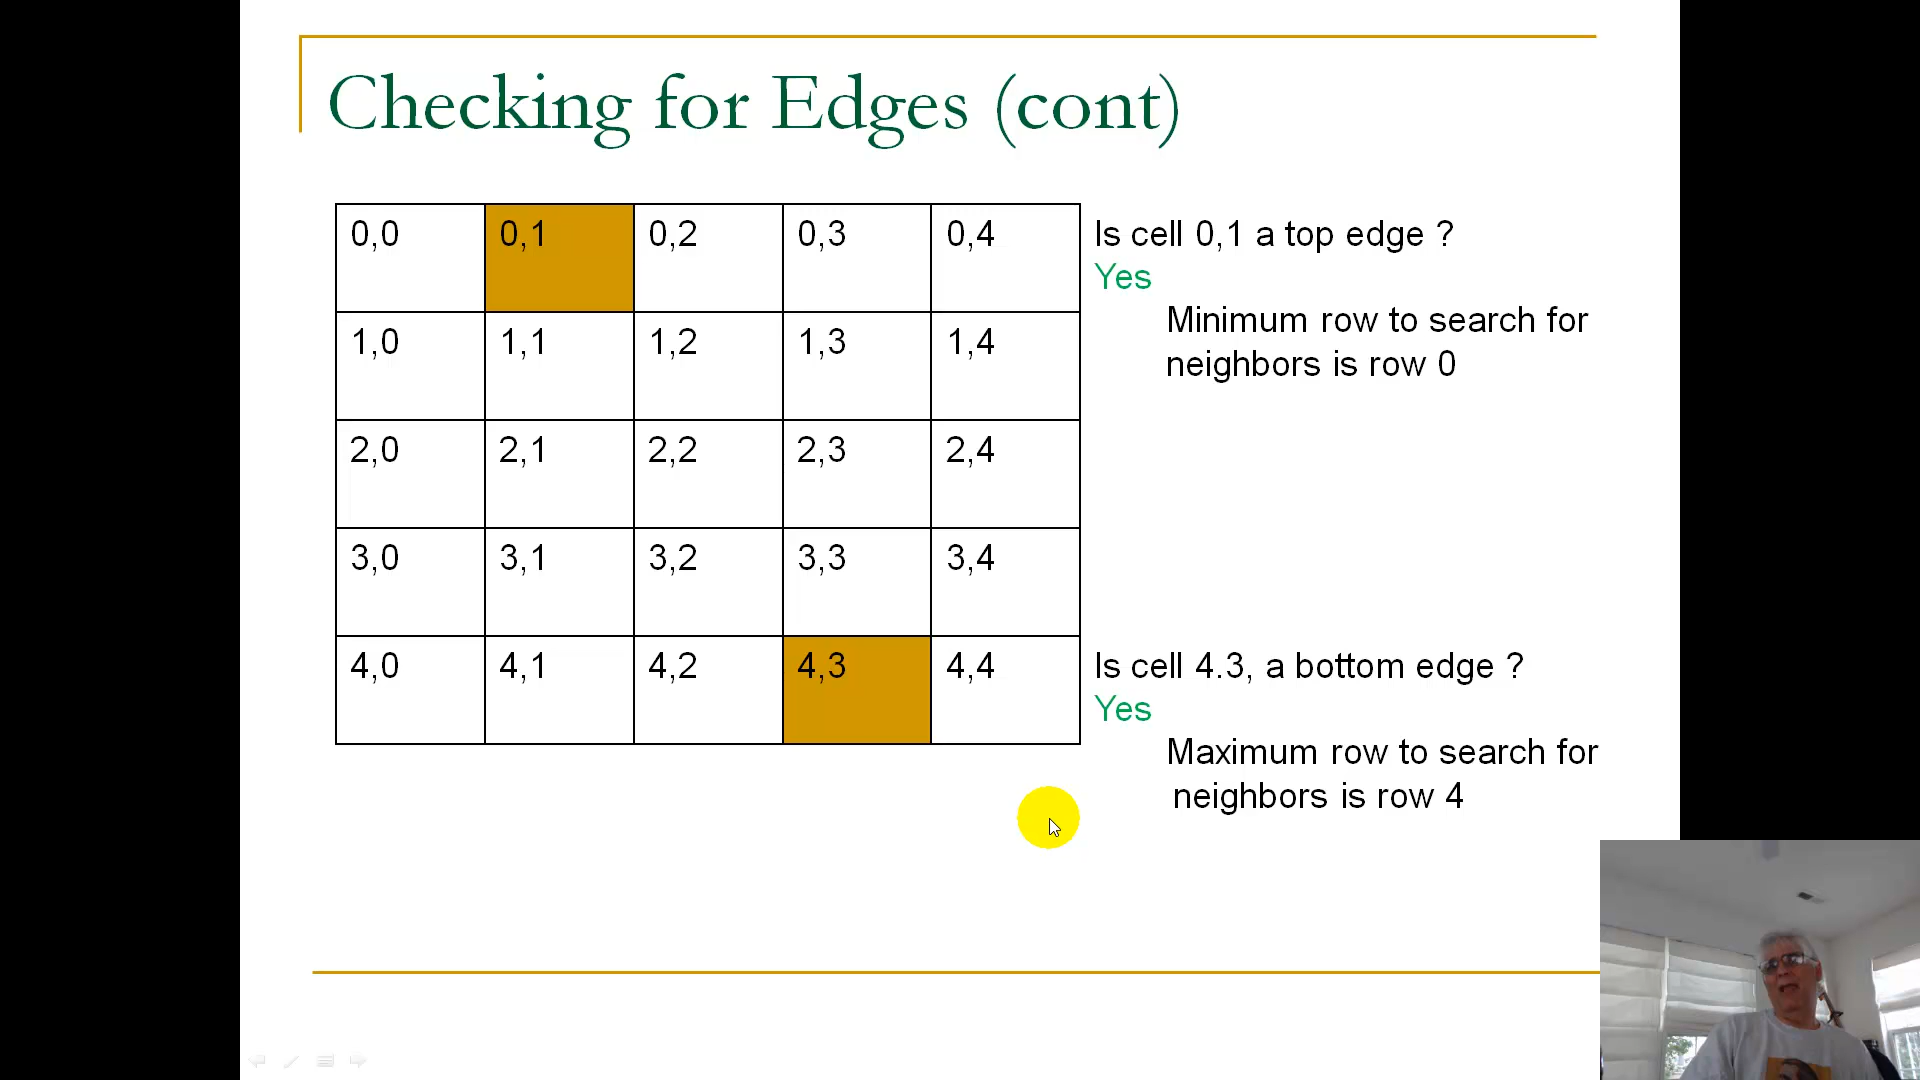 Checking for Edges (cont)
0,0 0,1 0,2 0,3 0,4
Is cell 0,1 a top edge ?
Yes
Minimum row to search for
neighbors is row 0
1,0 1,1 1,2 1,3 1,4
2,0 2,1 2,2 2,3 2,4
3,0 3,1 3,2 3,3 3,4
4,0 4,1 4,2 4,3 4,4
Is cell 4.3, a bottom edge ?
Yes
Maximum row to search for
neighbors is row 4